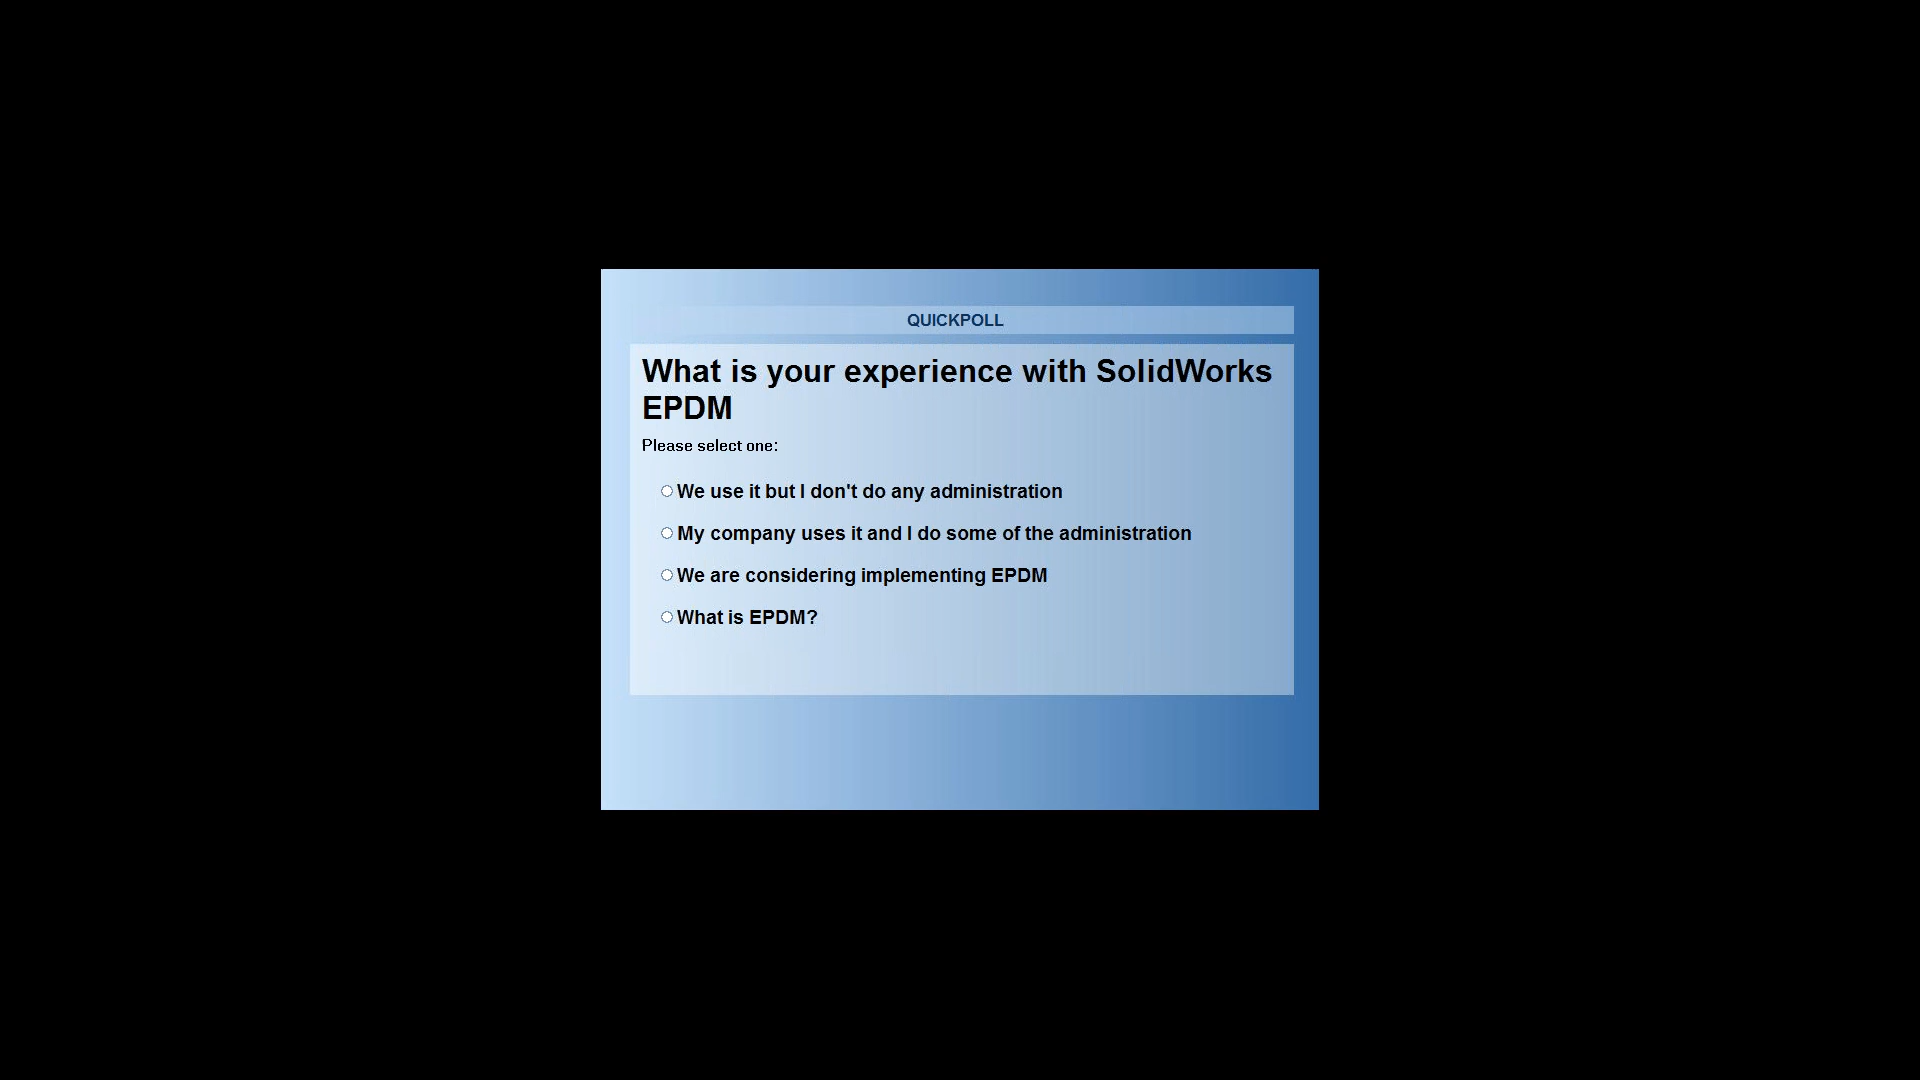 QUICKPOLL
What is your experience with SolidWorks
EPDM
Please select one:
We use it but I don't do any administration
My company uses it and I do some of the administration
We are considering implementing EPDM
What is EPDM?